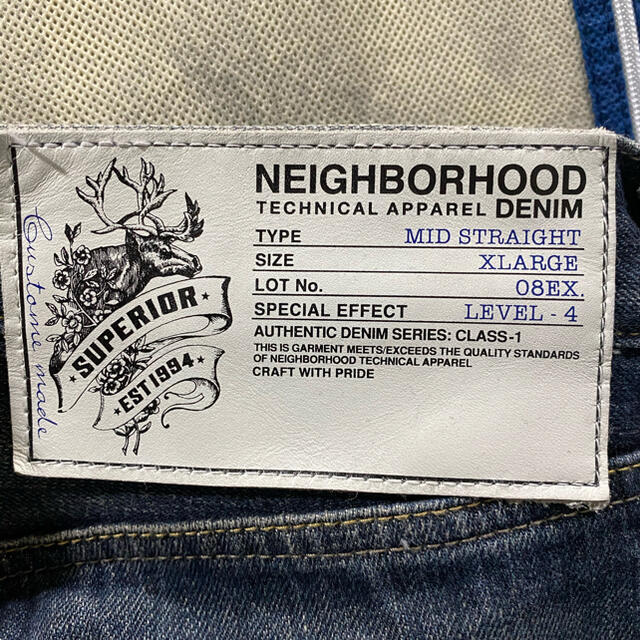 Custome made
SUPERIOR
EST 1994
NEIGHBORHOOD
TECHNICAL APPAREL DENIM
TYPE MID STRAIGHT
SIZE XLARGE
LOT No. 08EX.
SPECIAL EFFECT LEVEL - 4
AUTHENTIC DENIM SERIES: CLASS-1
THIS IS GARMENT MEETS/EXCEEDS THE QUALITY STANDARDS
OF NEIGHBORHOOD TECHNICAL APPAREL
CRAFT WITH PRIDE